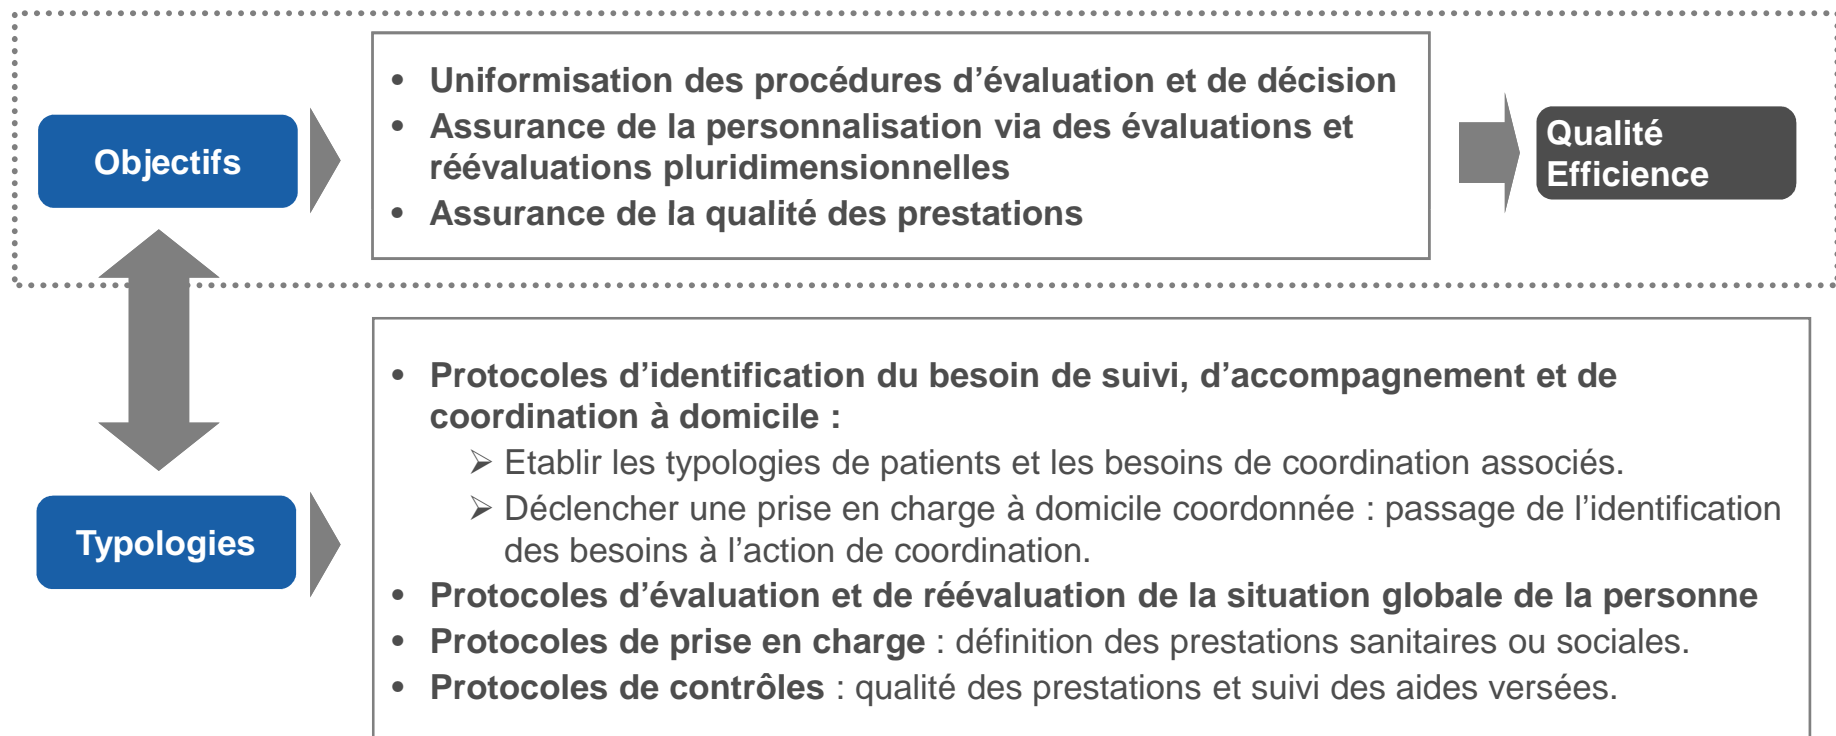 Objectifs
• Uniformisation des procédures d’évaluation et de décision
• Assurance de la personnalisation via des évaluations et
réévaluations pluridimensionnelles
• Assurance de la qualité des prestations
Qualité
Efficience
Typologies
• Protocoles d’identification du besoin de suivi, d’accompagnement et de
coordination à domicile :
➢ Etablir les typologies de patients et les besoins de coordination associés.
➢ Déclencher une prise en charge à domicile coordonnée : passage de l’identification
des besoins à l’action de coordination.
• Protocoles d’évaluation et de réévaluation de la situation globale de la personne
• Protocoles de prise en charge : définition des prestations sanitaires ou sociales.
• Protocoles de contrôles : qualité des prestations et suivi des aides versées.